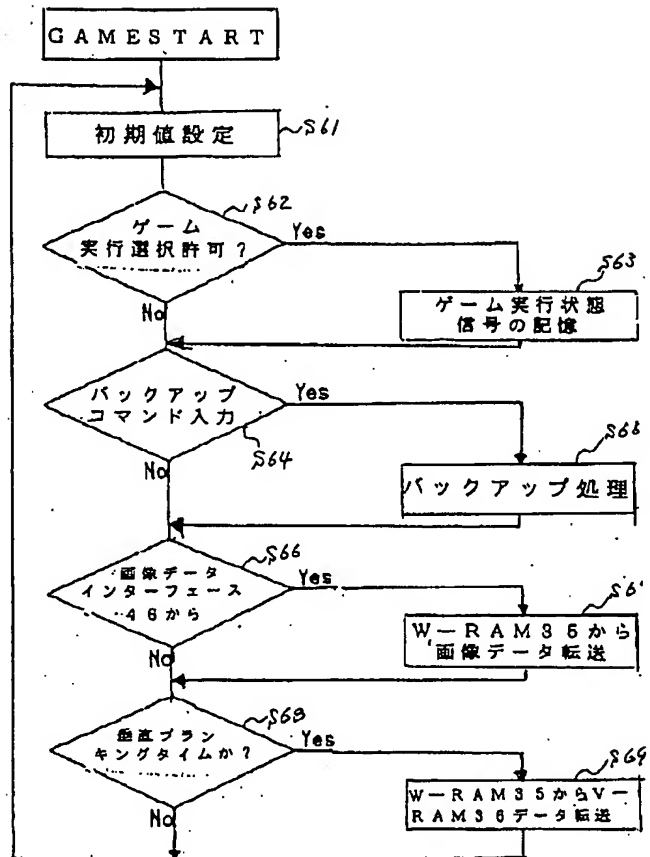 GAMESTART
初期値設定
S61
S62
ゲーム
実行選択許可?
Yes
No
S63
ゲーム実行状態
信号の記憶
バックアップ
コマンド入力
Yes
S64
No
バックアップ処理
S66
画像データ
インターフェース
46から
Yes
No
W-RAM35から
画像データ転送
S68
垂直ブラン
キングタイムか?
Yes
No
S69
W-RAM35からV-
RAM36データ転送